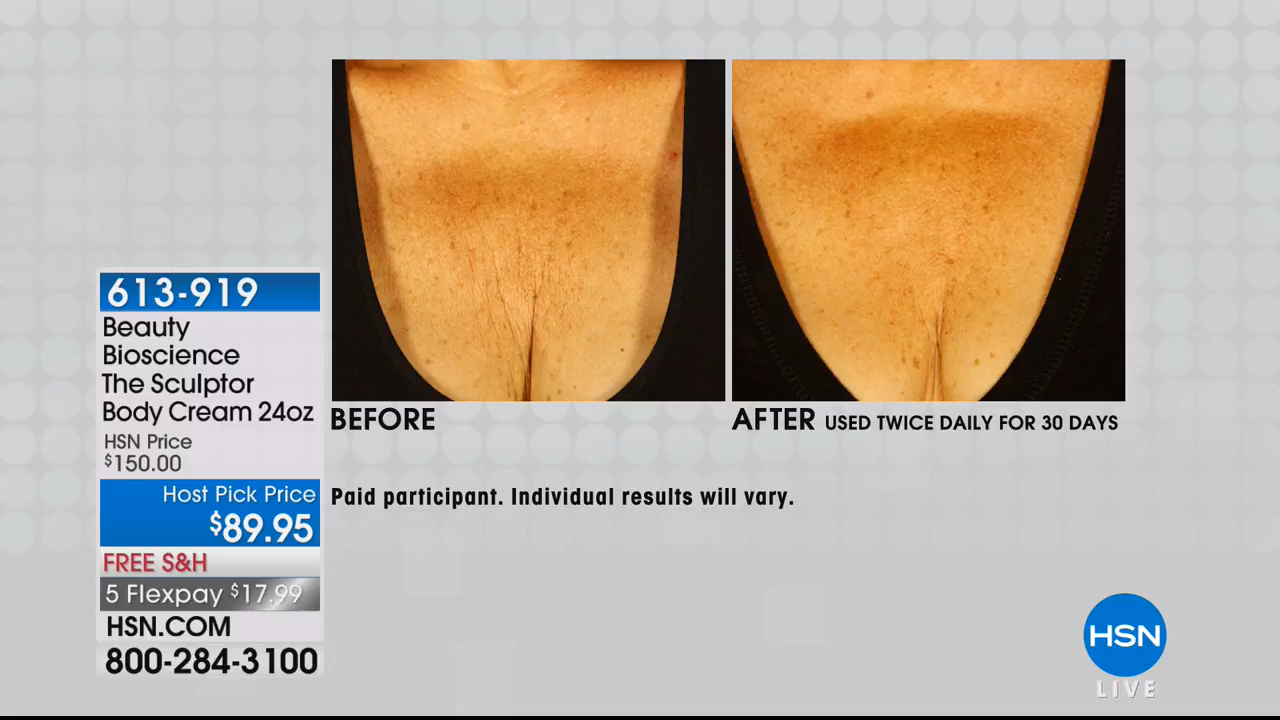 613-919
Beauty
Bioscience
The Sculptor
Body Cream 24oz
HSN Price
$150.00
Host Pick Price
$89.95
FREE S&H
5 Flexpay $17.99
HSN.COM
800-284-3100
BEFORE
AFTER USED TWICE DAILY FOR 30 DAYS
Paid participant. Individual results will vary.
HSN
LIVE